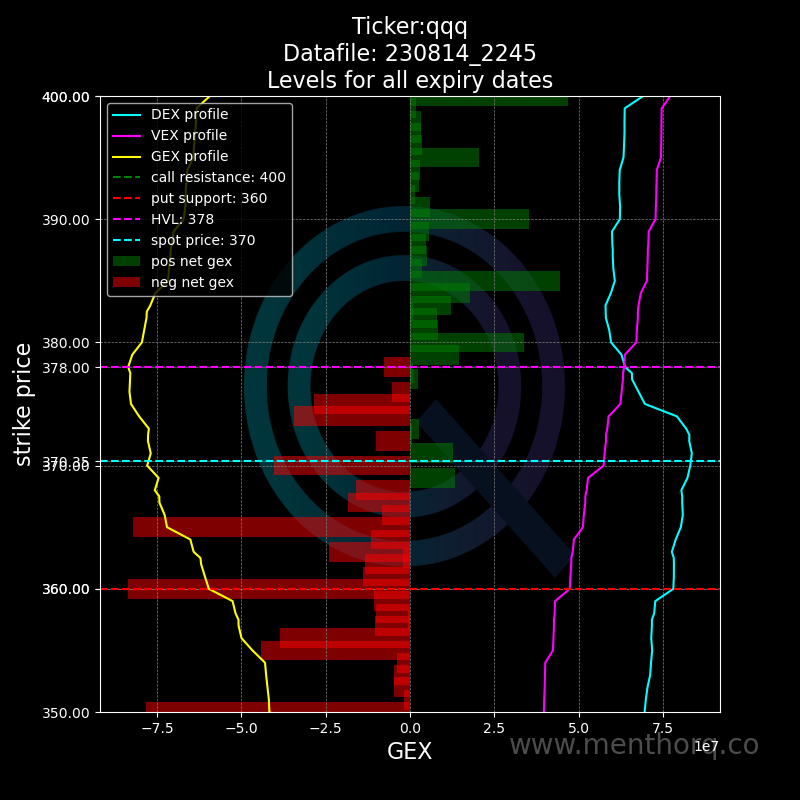 Ticker:qqq
Datafile: 230814_2245
Levels for all expiry dates
DEX profile
VEX profile
GEX profile
call resistance: 400
put support: 360
HVL: 378
spot price: 370
pos net gex
neg net gex
strike price
400.00
390.00
380.00
378.00
370.00
360.00
350.00
−7.5
−5.0
−2.5
0.0
2.5
5.0
7.5
1e7
GEX
www.menthorq.co